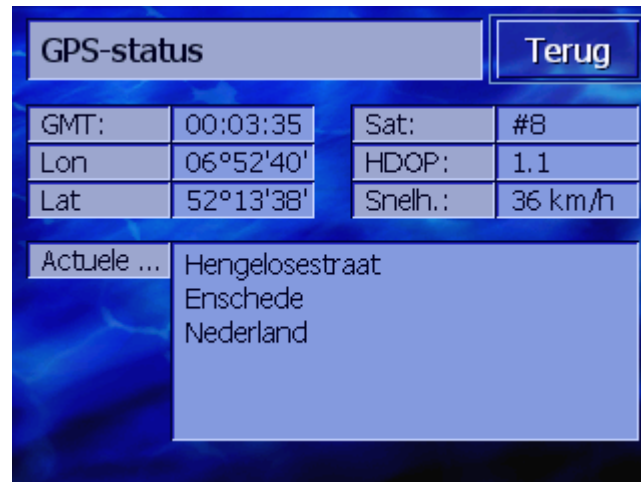 GPS-status
Terug
GMT: 00:03:35 Sat: #8
Lon 06°52'40' HDOP: 1.1
Lat 52°13'38' Snelh.: 36 km/h
Actuele ... Hengelosestraat
Enschede
Nederland